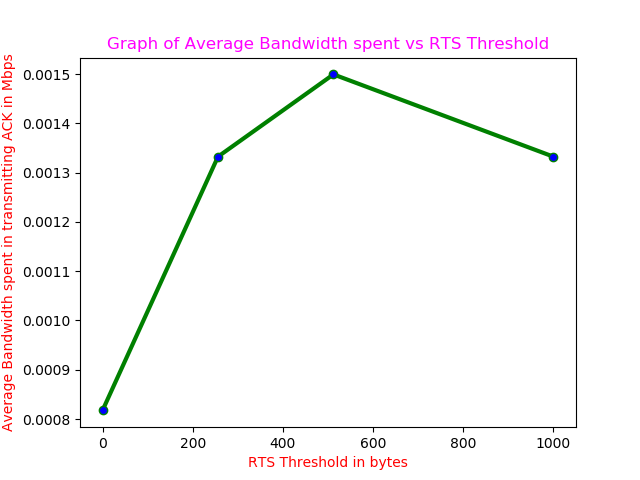 Graph of Average Bandwidth spent vs RTS Threshold
Average Bandwidth spent in transmitting ACK in Mbps
0.0015
0.0014
0.0013
0.0012
0.0011
0.0010
0.0009
0.0008
0 200 400 600 800 1000
RTS Threshold in bytes